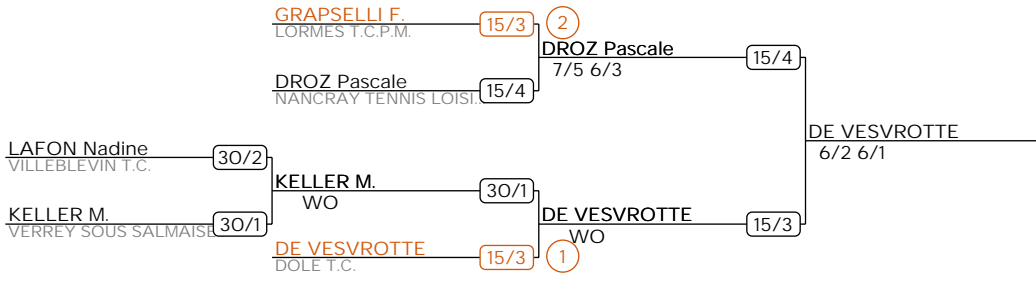 GRAPSELLI F.
LORMES T.C.P.M.
15/3
2
DROZ Pascale
7/5 6/3
15/4
DROZ Pascale
NANCRAY TENNIS LOISI...
15/4
DE VESVROTTE
6/2 6/1
LAFON Nadine
VILLEBLEVIN T.C.
30/2
KELLER M.
WO
30/1
KELLER M.
VERREY SOUS SALMAISE
30/1
DE VESVROTTE
WO
15/3
DE VESVROTTE
DOLE T.C.
15/3
1